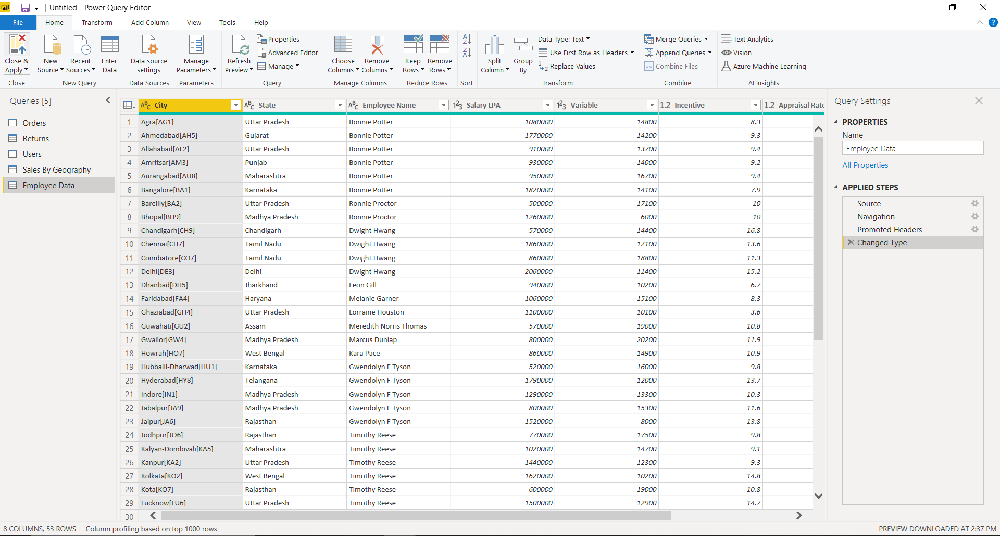 Untitled - Power Query Editor
File Home Transform Add Column View Tools Help
Close & Apply
New Source
Recent Sources
Enter Data
Data source settings
Manage Parameters
Refresh Preview
Properties
Advanced Editor
Manage
Choose Columns
Remove Columns
Keep Rows
Remove Rows
Split Column
Group By
Data Type: Text
Use First Row as Headers
Replace Values
Merge Queries
Append Queries
Combine Files
Text Analytics
Vision
Azure Machine Learning
Close New Query Data Sources Parameters Query Manage Columns Reduce Rows Sort Transform Combine AI Insights
Queries [5]
Orders
Returns
Users
Sales By Geography
Employee Data
ABC City ABC State ABC Employee Name 123 Salary LPA 123 Variable 1.2 Incentive 1.2 Appraisal Rate
1 Agra[AG1] Uttar Pradesh Bonnie Potter 1080000 14800 8.3
2 Ahmedabad[AH5] Gujarat Bonnie Potter 1770000 14200 9.3
3 Allahabad[AL2] Uttar Pradesh Bonnie Potter 910000 13700 9.4
4 Amritsar[AM3] Punjab Bonnie Potter 930000 14000 9.2
5 Aurangabad[AU8] Maharashtra Bonnie Potter 950000 16700 9.4
6 Bangalore[BA1] Karnataka Bonnie Potter 1820000 14100 7.9
7 Bareilly[BA2] Uttar Pradesh Ronnie Proctor 500000 17100 10
8 Bhopal[BH9] Madhya Pradesh Ronnie Proctor 1260000 6000 10
9 Chandigarh[CH9] Chandigarh Dwight Hwang 570000 14400 16.8
10 Chennai[CH7] Tamil Nadu Dwight Hwang 1860000 12100 13.6
11 Coimbatore[CO7] Tamil Nadu Dwight Hwang 860000 18800 11.3
12 Delhi[DE3] Delhi Dwight Hwang 2060000 11400 15.2
13 Dhanbad[DH5] Jharkhand Leon Gill 940000 10200 6.7
14 Faridabad[FA4] Haryana Melanie Garner 1060000 15100 8.3
15 Ghaziabad[GH4] Uttar Pradesh Lorraine Houston 1100000 10100 3.6
16 Guwahati[GU2] Assam Meredith Norris Thomas 570000 19000 10.8
17 Gwalior[GW4] Madhya Pradesh Marcus Dunlap 800000 20200 11.9
18 Howrah[HO7] West Bengal Kara Pace 860000 14900 10.9
19 Hubballi-Dharwad[HU1] Karnataka Gwendolyn F Tyson 520000 16000 9.8
20 Hyderabad[HY8] Telangana Gwendolyn F Tyson 1790000 12000 13.7
21 Indore[IN1] Madhya Pradesh Gwendolyn F Tyson 1290000 13300 10.3
22 Jabalpur[JA9] Madhya Pradesh Gwendolyn F Tyson 800000 15300 11.6
23 Jaipur[JA6] Rajasthan Gwendolyn F Tyson 1520000 8000 13.8
24 Jodhpur[JO6] Rajasthan Timothy Reese 770000 17500 9.8
25 Kalyan-Dombivali[KA5] Maharashtra Timothy Reese 1020000 14700 9.1
26 Kanpur[KA2] Uttar Pradesh Timothy Reese 1440000 12300 9.3
27 Kolkata[KO2] West Bengal Timothy Reese 1620000 10200 14.8
28 Kota[KO7] Rajasthan Timothy Reese 600000 19000 10.8
29 Lucknow[LU6] Uttar Pradesh Timothy Reese 1500000 12900 14.7
30
Query Settings
PROPERTIES
Name
Employee Data
All Properties
APPLIED STEPS
Source
Navigation
Promoted Headers
Changed Type
8 COLUMNS, 53 ROWS Column profiling based on top 1000 rows PREVIEW DOWNLOADED AT 2:37 PM